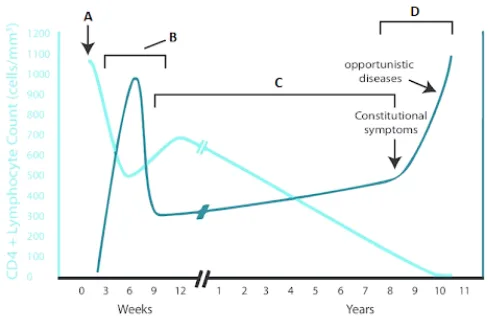 A
B
D
C
CD4 + Lymphocyte Count (cells/mm³)
1200
1100
1000
900
800
700
600
500
400
300
200
100
0
opportunistic
diseases
Constitutional
symptoms
0 3 6 9 12 1 2 3 4 5 6 7 8 9 10 11
Weeks Years